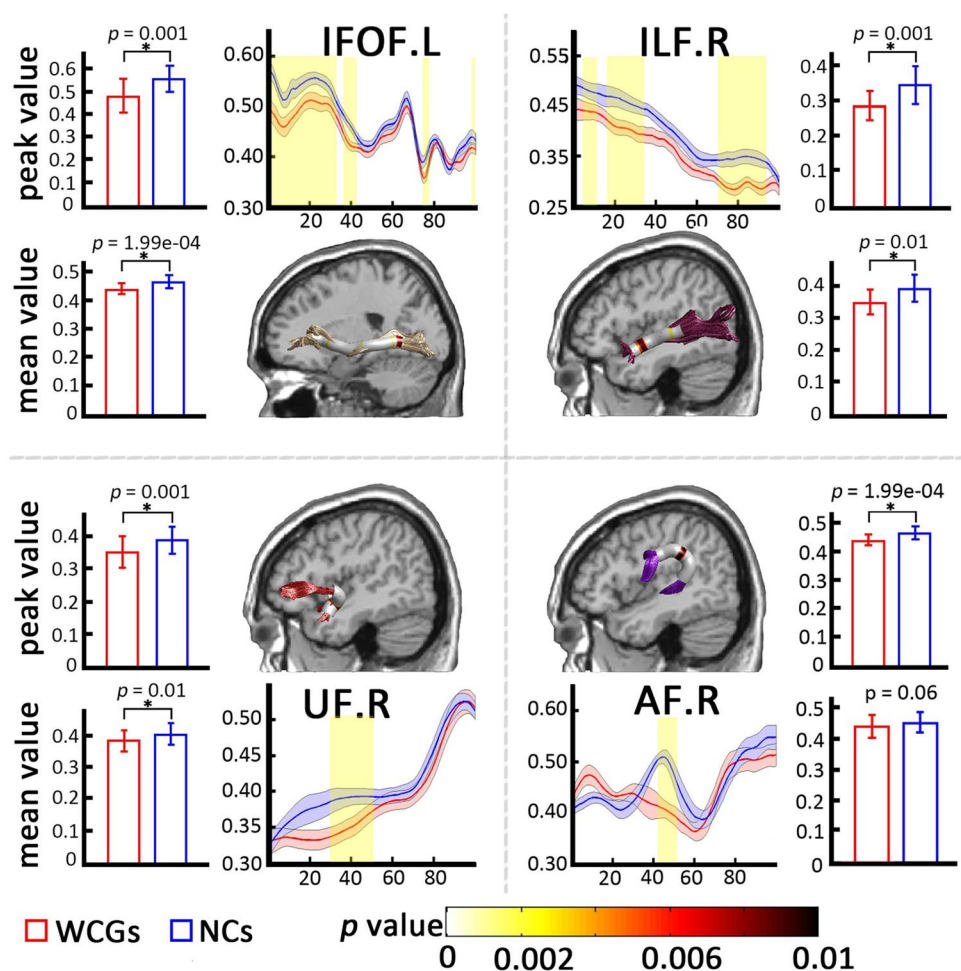 p = 0.001
*
peak value
0.6
0.5
0.4
0.3
0.2
0.1
0
IFOF.L
0.60
0.50
0.40
0.30
20 40 60 80
ILF.R
0.55
0.45
0.35
0.25
20 40 60 80
p = 0.001
*
0.4
0.3
0.2
0.1
0
p = 1.99e-04
*
mean value
0.5
0.4
0.3
0.2
0.1
0
p = 0.01
*
0.4
0.3
0.2
0.1
0
p = 0.001
*
peak value
0.4
0.3
0.2
0.1
0
p = 1.99e-04
*
0.5
0.4
0.3
0.2
0.1
0
p = 0.01
*
mean value
0.4
0.3
0.2
0.1
0
UF.R
0.50
0.40
0.35
0.30
20 40 60 80
AF.R
0.60
0.50
0.40
0.30
20 40 60 80
p = 0.06
0.5
0.4
0.3
0.2
0.1
0
WCGs NCs
p value
0 0.002 0.006 0.01